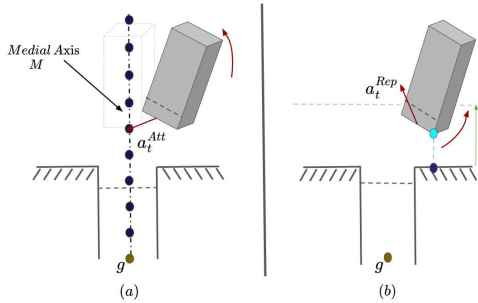 Medial Axis
M
a_t^{Att}
g
(a)
a_t^{Rep}
g
(b)